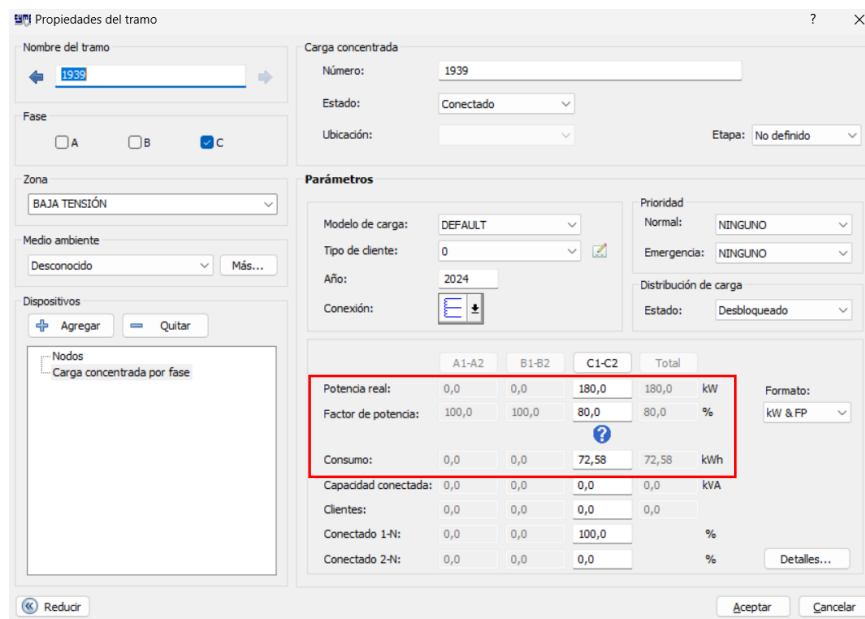 Propiedades del tramo ?
Nombre del tramo
1939
Fase
A B C
Zona
BAJA TENSIÓN
Medio ambiente
Desconocido Más...
Dispositivos
Agregar Quitar
Nodos
Carga concentrada por fase
Reducir
Carga concentrada
Número: 1939
Estado: Conectado
Ubicación: Etapa: No definido
Parámetros
Modelo de carga: DEFAULT
Tipo de cliente: 0
Año: 2024
Conexión:
Prioridad
Normal: NINGUNO
Emergencia: NINGUNO
Distribución de carga
Estado: Desbloqueado
A1-A2 B1-B2 C1-C2 Total
Potencia real: 0,0 0,0 180,0 180,0 kW
Factor de potencia: 100,0 100,0 80,0 80,0 %
?
Consumo: 0,0 0,0 72,58 72,58 kWh
Capacidad conectada: 0,0 0,0 0,0 0,0 kVA
Clientes: 0,0 0,0 0,0 0,0
Conectado 1-N: 0,0 0,0 100,0 %
Conectado 2-N: 0,0 0,0 0,0 %
Formato:
kW & FP
Detalles...
Aceptar Cancelar